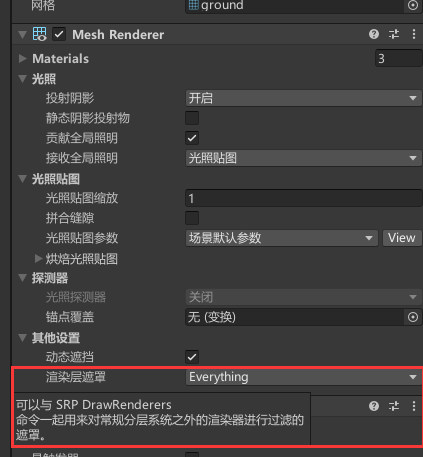 网格
ground
Mesh Renderer
Materials
3
光照
投射阴影
开启
静态阴影投射物
贡献全局照明
接收全局照明
光照贴图
光照贴图
光照贴图缩放
1
拼合缝隙
光照贴图参数
场景默认参数
View
烘焙光照贴图
探测器
光照探测器
关闭
锚点覆盖
无 (变换)
其他设置
动态遮挡
渲染层遮罩
Everything
可以与 SRP DrawRenderers
命令一起用来对常规分层系统之外的渲染器进行过滤的
遮罩。